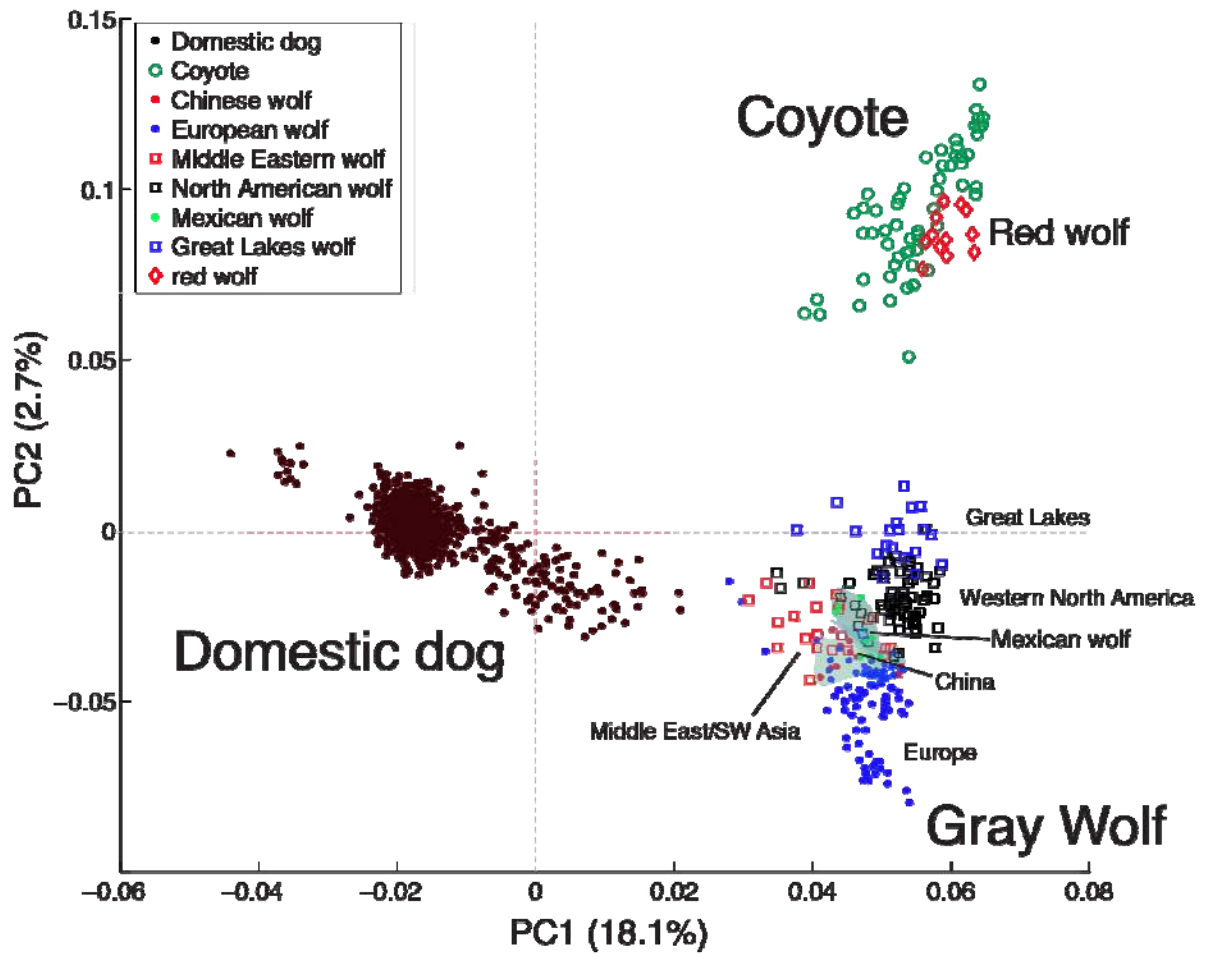 0.15
Domestic dog
Coyote
Chinese wolf
European wolf
Middle Eastern wolf
North American wolf
Mexican wolf
Great Lakes wolf
red wolf
Coyote
0.1
Red wolf
PC2 (2.7%)
0.05
0
Great Lakes
Western North America
Mexican wolf
Domestic dog
China
−0.05
Middle East/SW Asia
Europe
Gray Wolf
−0.06 −0.04 −0.02 0 0.02 0.04 0.06 0.08
PC1 (18.1%)